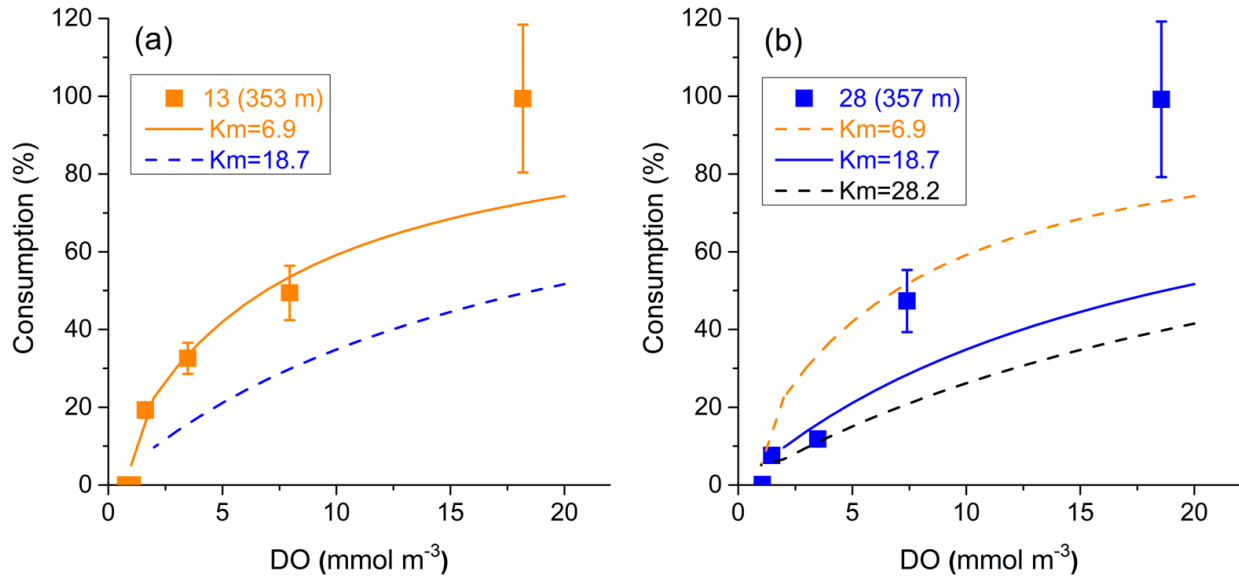 (a)
13 (353 m)
Km=6.9
Km=18.7
Consumption (%)
120
100
80
60
40
20
0
0 5 10 15 20
DO (mmol m⁻³)
(b)
28 (357 m)
Km=6.9
Km=18.7
Km=28.2
Consumption (%)
120
100
80
60
40
20
0
0 5 10 15 20
DO (mmol m⁻³)